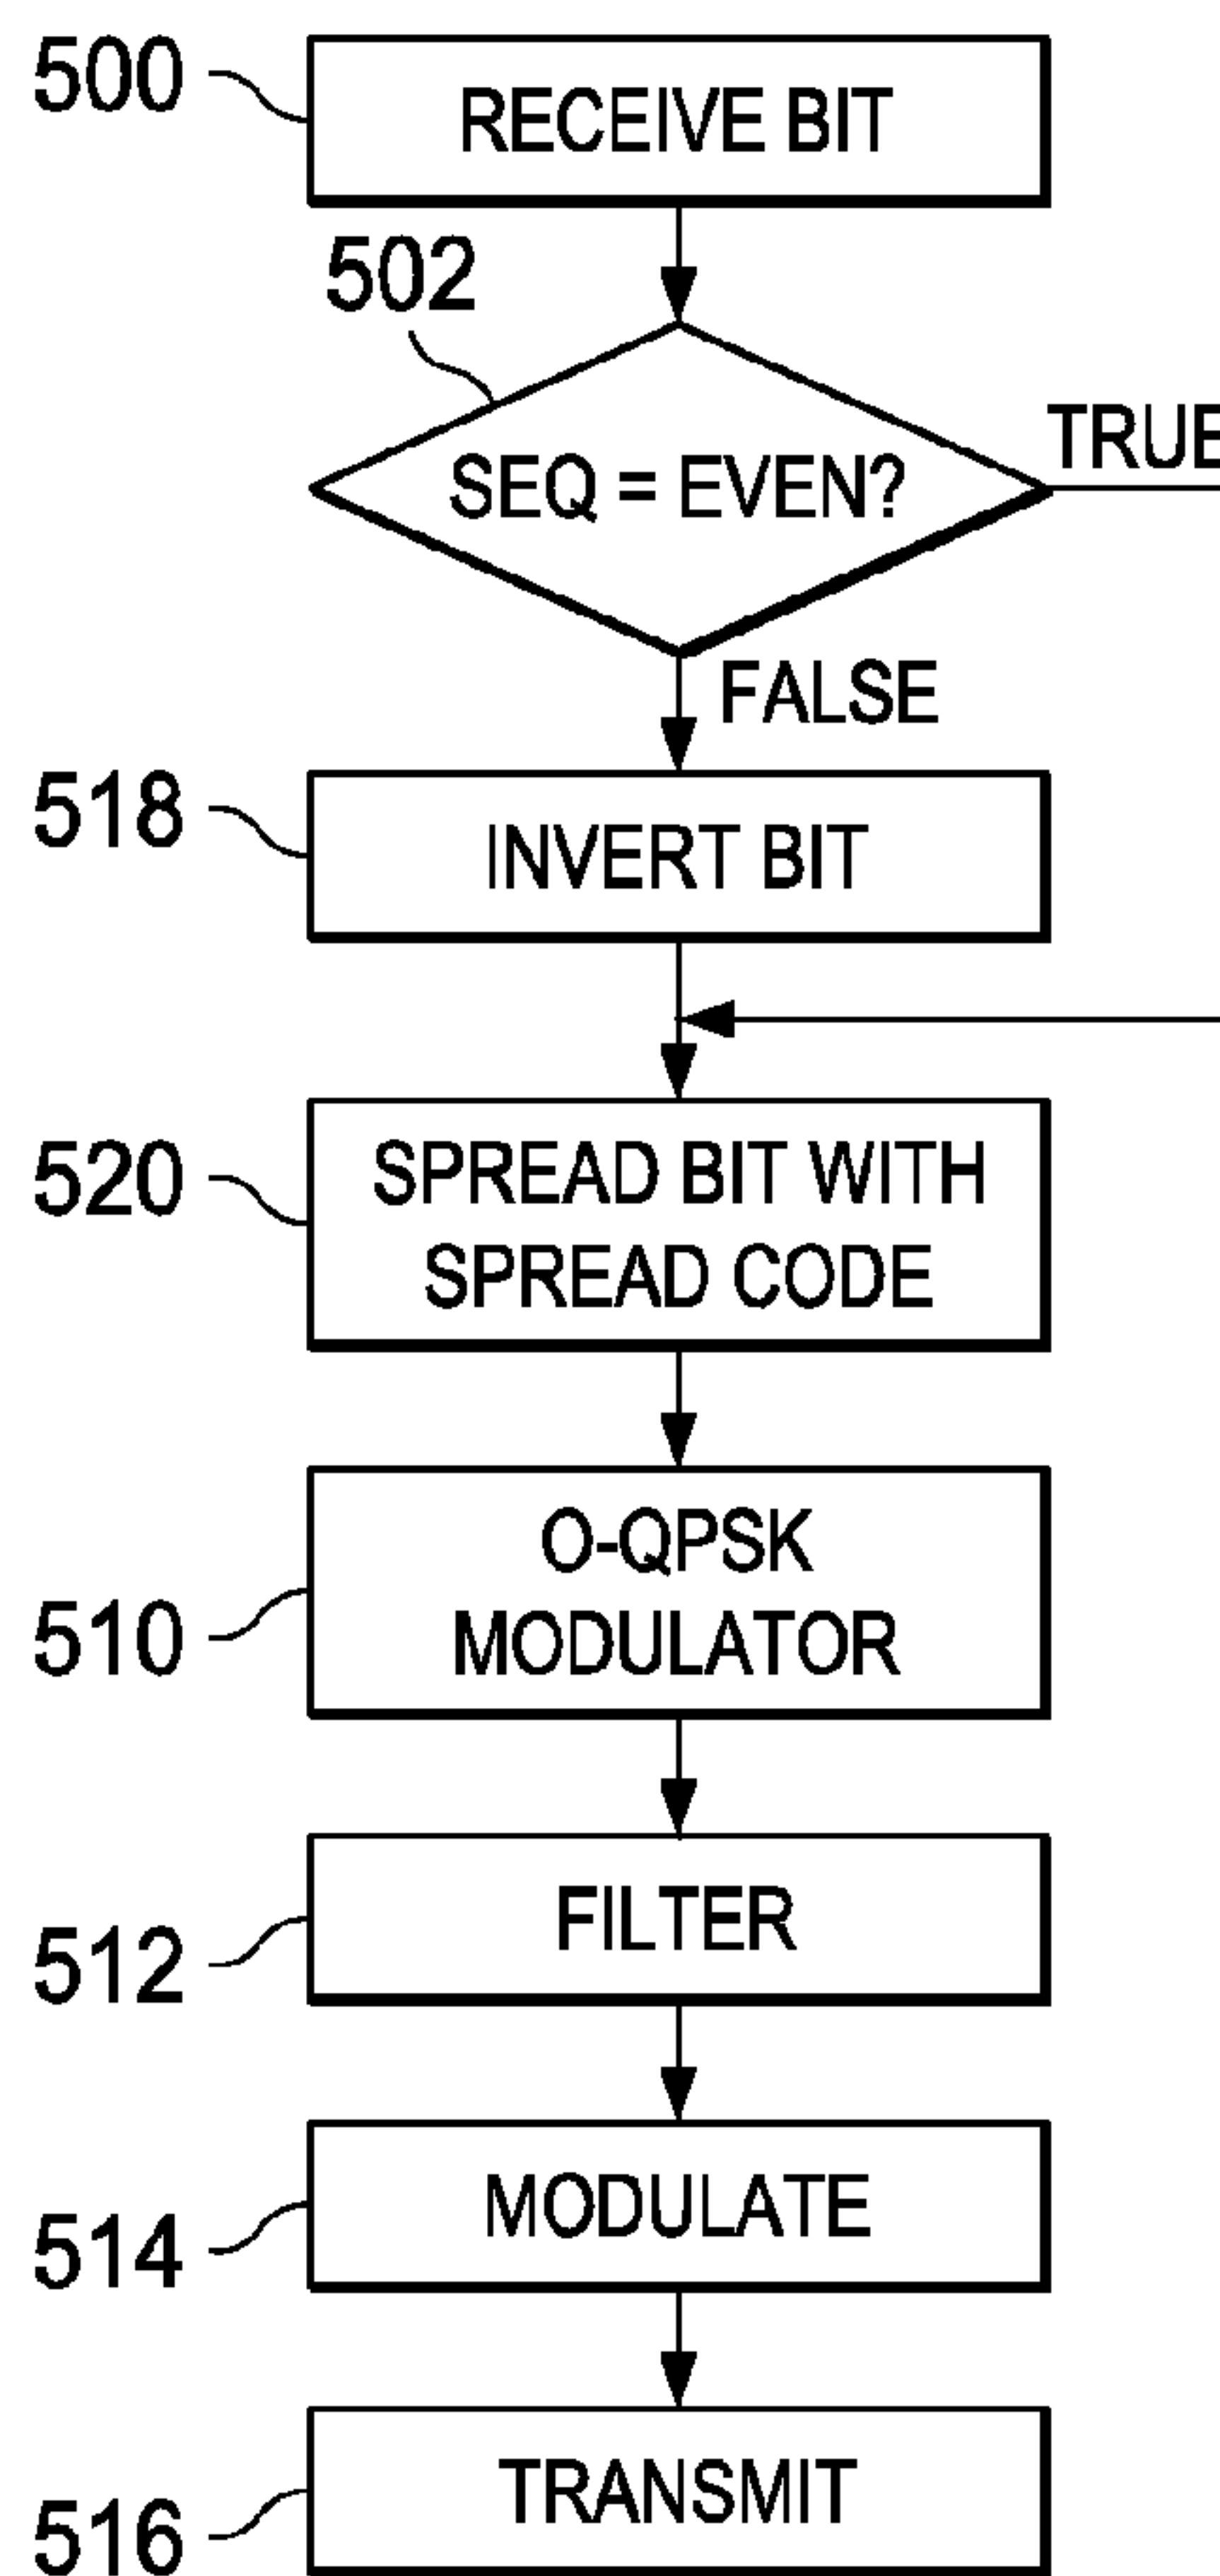 500
RECEIVE BIT
502
SEQ = EVEN?
TRUE
FALSE
518
INVERT BIT
520
SPREAD BIT WITH
SPREAD CODE
510
O-QPSK
MODULATOR
512
FILTER
514
MODULATE
516
TRANSMIT